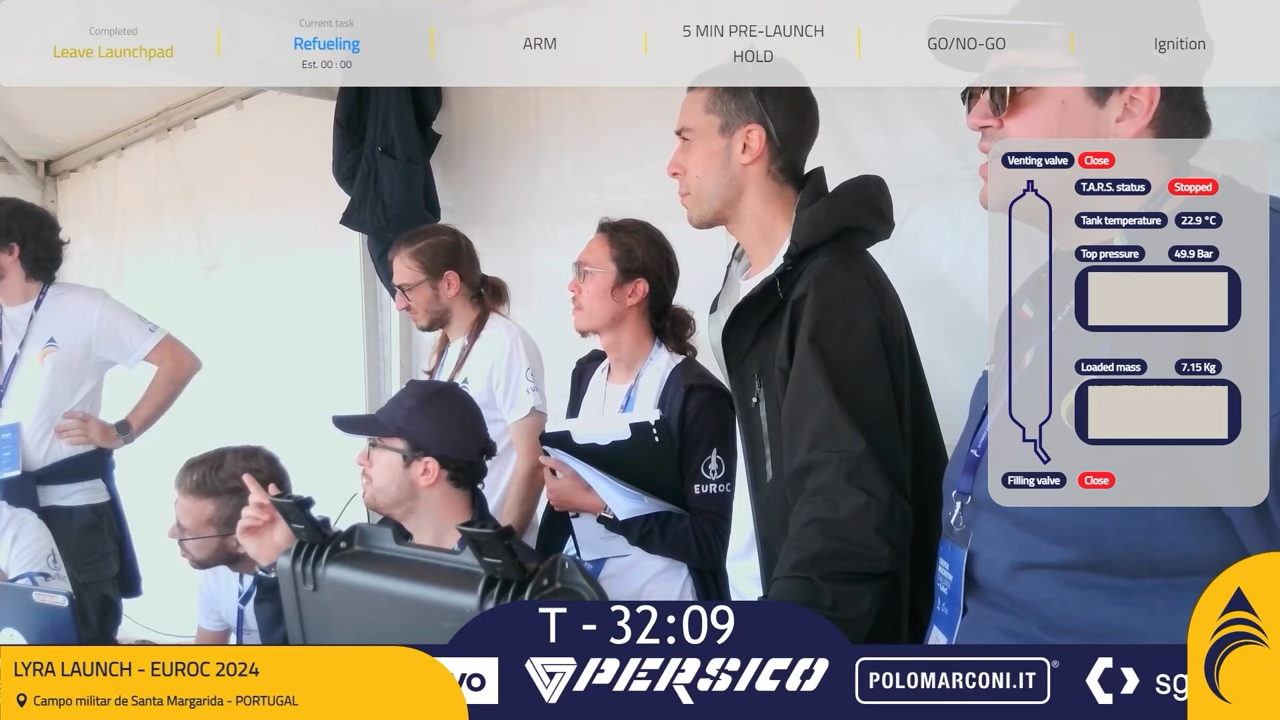 Completed
Leave Launchpad
Current task
Refueling
Est. 00 : 00
ARM
5 MIN PRE-LAUNCH
HOLD
GO/NO-GO
Ignition
Venting valve Close
T.A.R.S. status Stopped
Tank temperature 22.9 °C
Top pressure 49.9 Bar
Loaded mass 7.15 Kg
Filling valve Close
EUROC
T - 32:09
LYRA LAUNCH - EUROC 2024
Campo militar de Santa Margarida - PORTUGAL
PERSICO
POLOMARCONI.IT®